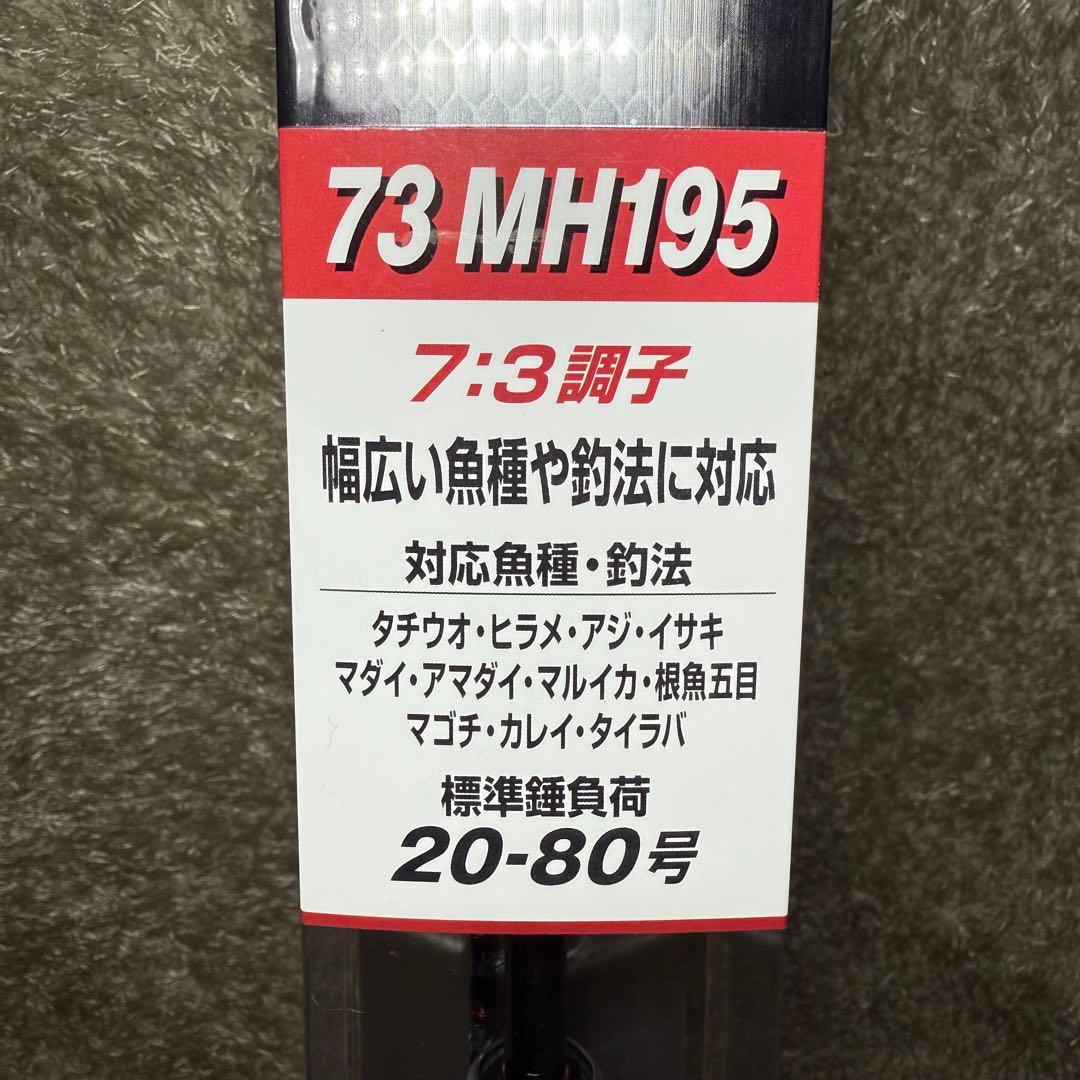 73 MH195
7:3調子
幅広い魚種や釣法に対応
対応魚種・釣法
タチウオ・ヒラメ・アジ・イサキ
マダイ・アマダイ・マルイカ・根魚五目
マゴチ・カレイ・タイラバ
標準錘負荷
20-80号